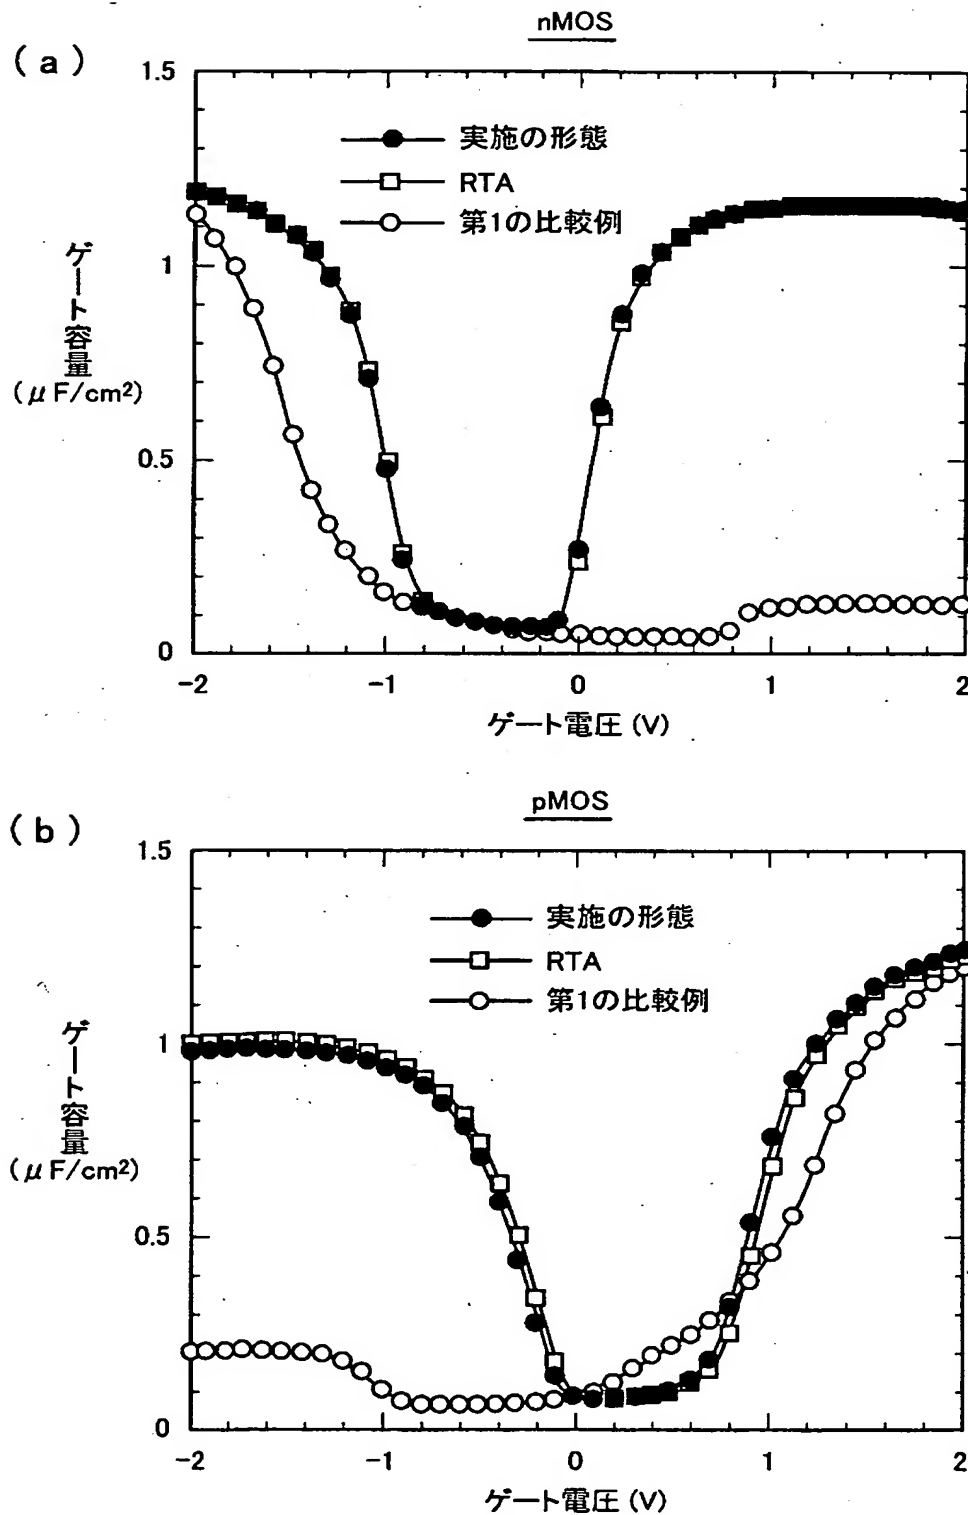 nMOS
(a)
1.5
実施の形態
RTA
第1の比較例
1
ゲート容量
(μF/cm²)
0.5
0
-2
-1
0
1
2
ゲート電圧 (V)
pMOS
(b)
1.5
実施の形態
RTA
第1の比較例
1
ゲート容量
(μF/cm²)
0.5
0
-2
-1
0
1
2
ゲート電圧 (V)